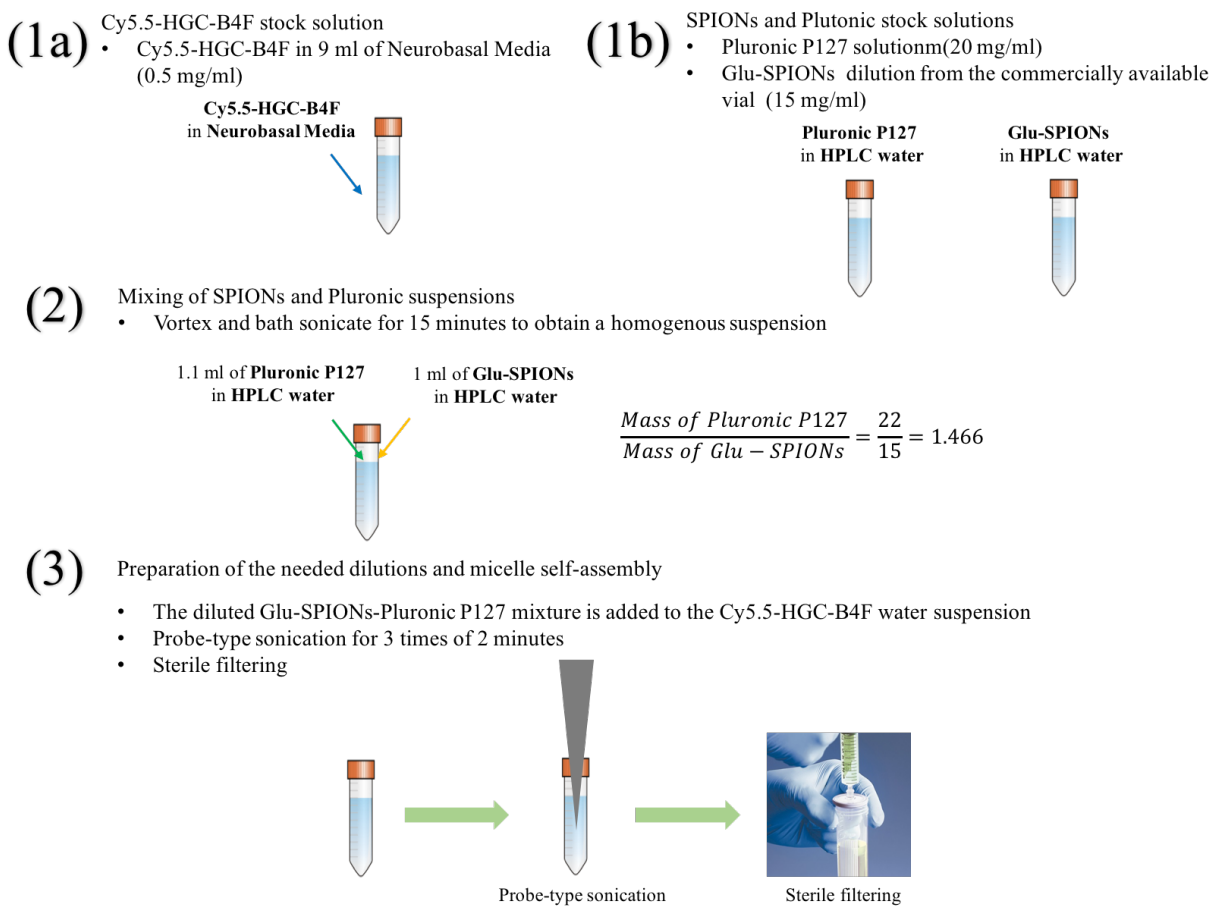 (1a)
Cy5.5-HGC-B4F stock solution
• Cy5.5-HGC-B4F in 9 ml of Neurobasal Media
(0.5 mg/ml)
Cy5.5-HGC-B4F
in Neurobasal Media
(1b)
SPIONs and Plutonic stock solutions
• Pluronic P127 solutionm(20 mg/ml)
• Glu-SPIONs dilution from the commercially available
vial (15 mg/ml)
Pluronic P127
in HPLC water
Glu-SPIONs
in HPLC water
(2)
Mixing of SPIONs and Pluronic suspensions
• Vortex and bath sonicate for 15 minutes to obtain a homogenous suspension
1.1 ml of Pluronic P127
in HPLC water
1 ml of Glu-SPIONs
in HPLC water
Mass of Pluronic P127 / Mass of Glu − SPIONs = 22 / 15 = 1.466
(3)
Preparation of the needed dilutions and micelle self-assembly
• The diluted Glu-SPIONs-Pluronic P127 mixture is added to the Cy5.5-HGC-B4F water suspension
• Probe-type sonication for 3 times of 2 minutes
• Sterile filtering
Probe-type sonication
Sterile filtering